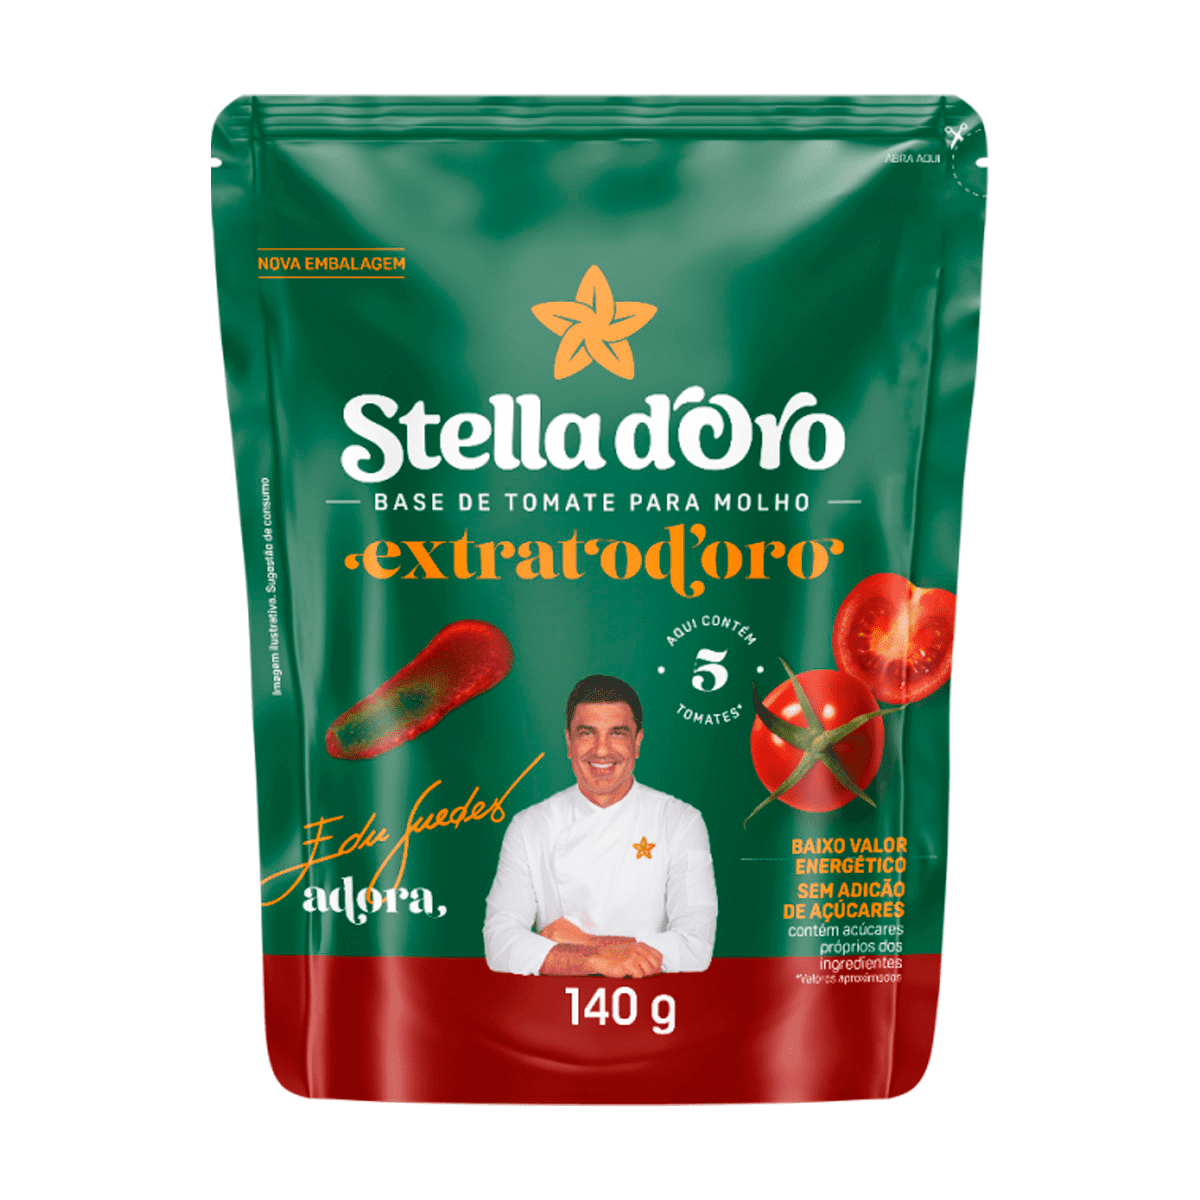 ABRA AQUI
NOVA EMBALAGEM
Stella d'Oro
BASE DE TOMATE PARA MOLHO
extratod'oro
Imagem ilustrativa. Sugestão de consumo
AQUI CONTÉM
5
TOMATES*
Edu Guedes
adora,
BAIXO VALOR
ENERGÉTICO
SEM ADIÇÃO
DE AÇÚCARES
contém acúcares
próprios dos
ingredientes
*Valores aproximados
140 g